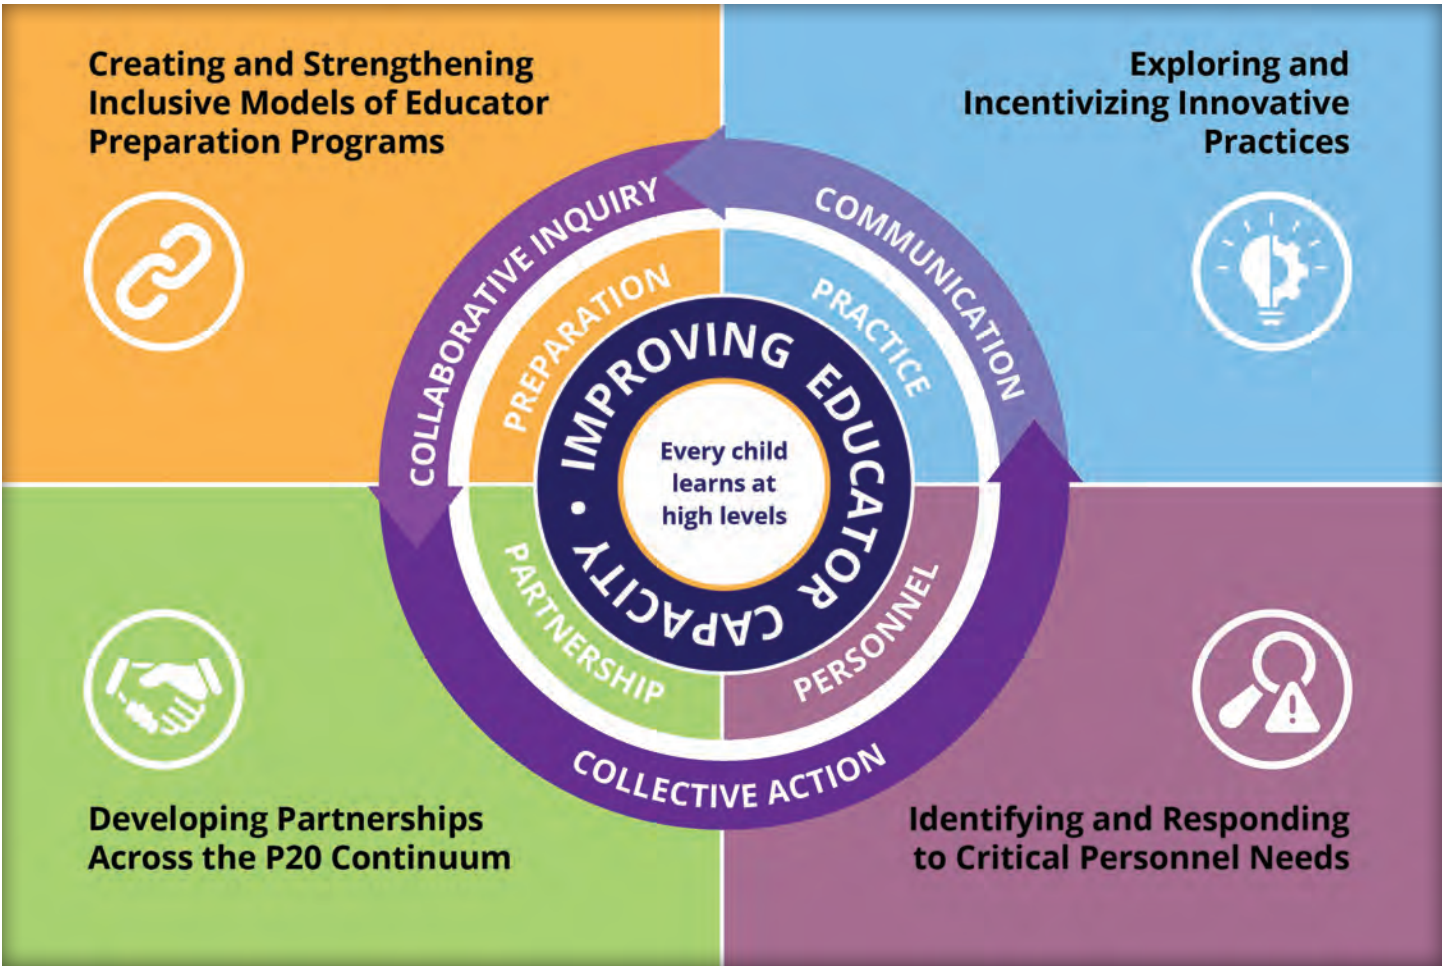 Creating and Strengthening
Inclusive Models of Educator
Preparation Programs
Exploring and
Incentivizing Innovative
Practices
COLLABORATIVE INQUIRY
COMMUNICATION
PREPARATION
PRACTICE
IMPROVING EDUCATOR CAPACITY •
Every child
learns at
high levels
PARTNERSHIP
PERSONNEL
COLLECTIVE ACTION
Developing Partnerships
Across the P20 Continuum
Identifying and Responding
to Critical Personnel Needs